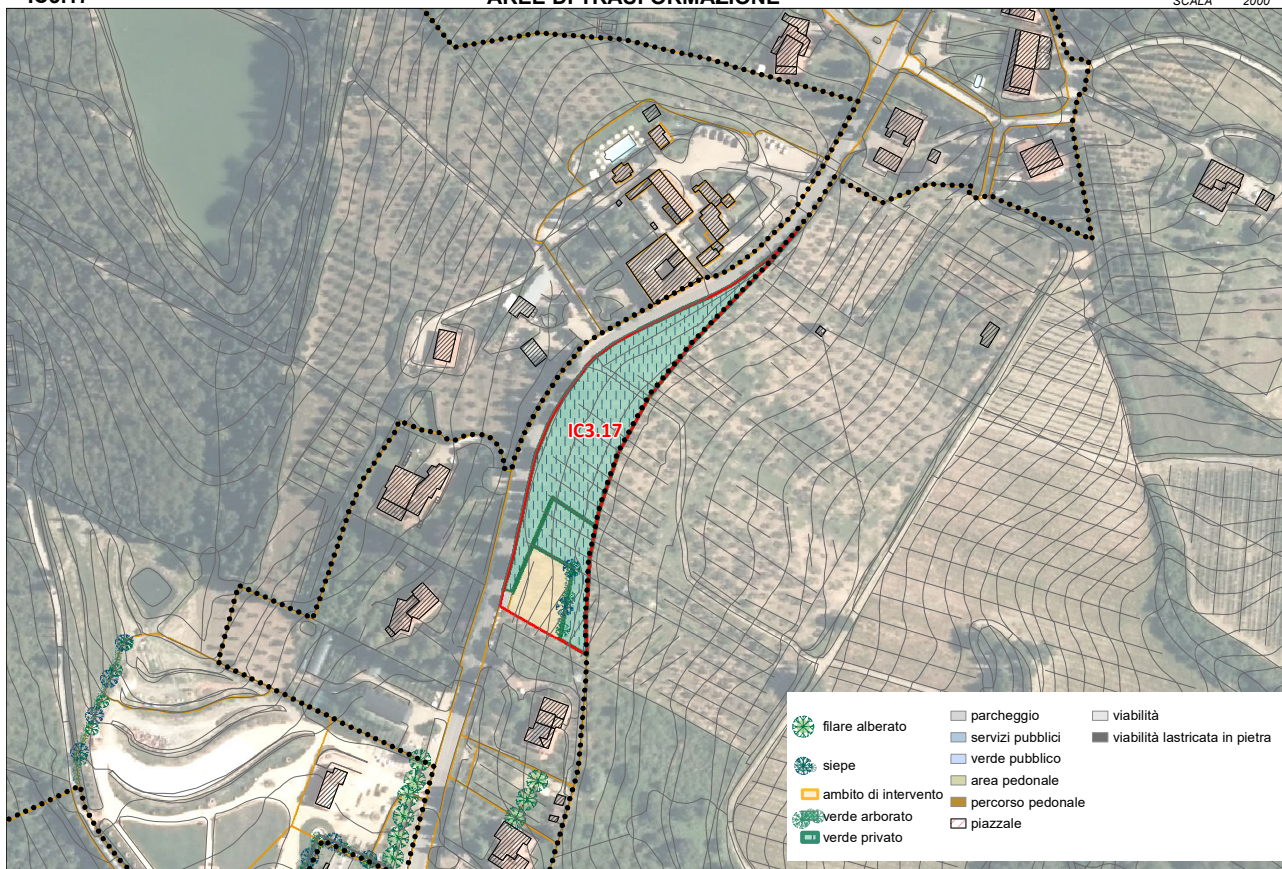 AREE DI TRASFORMAZIONE
SCALA 2000
IC3.17
filare alberato
siepe
ambito di intervento
verde arborato
verde privato
parcheggio
servizi pubblici
verde pubblico
area pedonale
percorso pedonale
piazzale
viabilità
viabilità lastricata in pietra